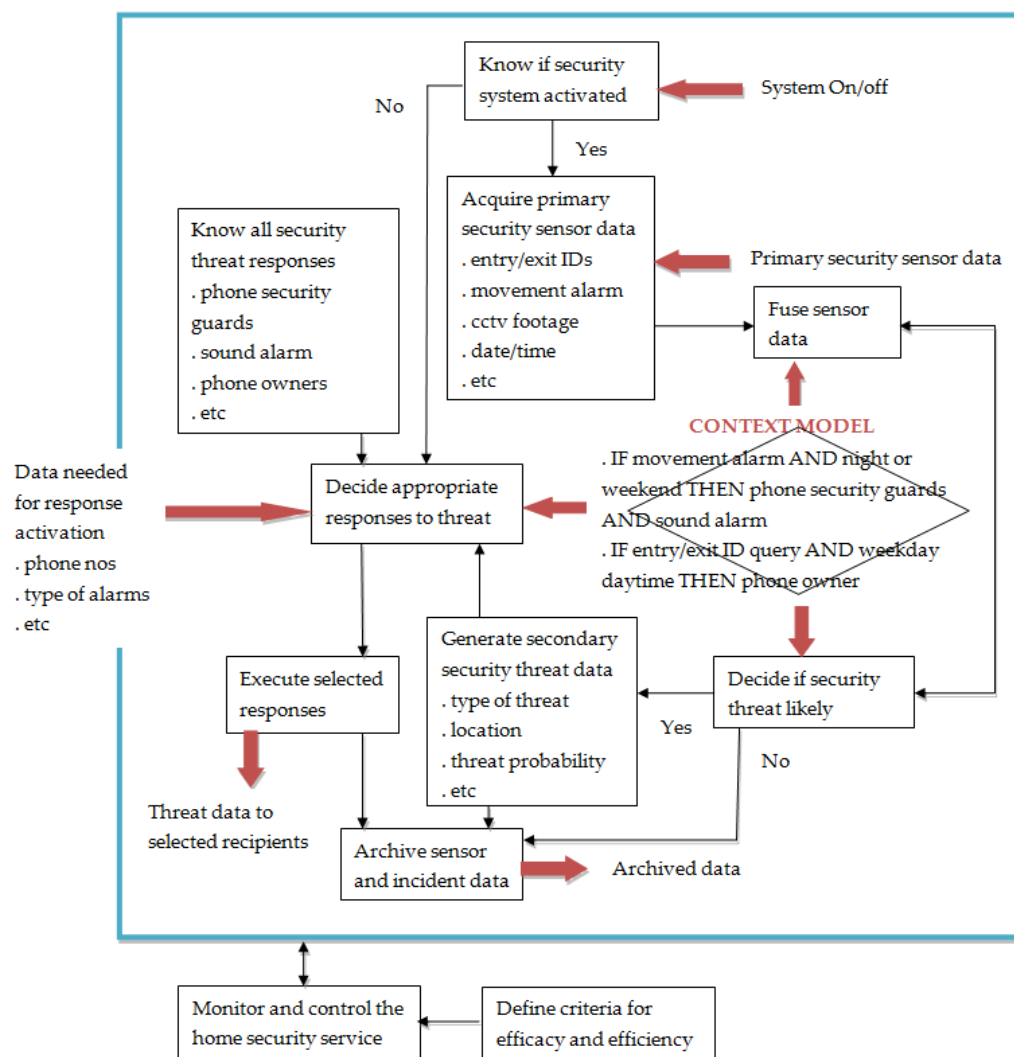 Know if security
system activated
System On/off
No
Yes
Acquire primary
security sensor data
. entry/exit IDs
. movement alarm
. cctv footage
. date/time
. etc
Know all security
threat responses
. phone security
guards
. sound alarm
. phone owners
. etc
Primary security sensor data
Fuse sensor
data
CONTEXT MODEL
. IF movement alarm AND night or
weekend THEN phone security guards
AND sound alarm
. IF entry/exit ID query AND weekday
daytime THEN phone owner
Data needed
for response
activation
. phone nos
. type of alarms
. etc
Decide appropriate
responses to threat
Generate secondary
security threat data
. type of threat
. location
. threat probability
. etc
Decide if security
threat likely
Yes
No
Execute selected
responses
Threat data to
selected recipients
Archive sensor
and incident data
Archived data
Monitor and control the
home security service
Define criteria for
efficacy and efficiency